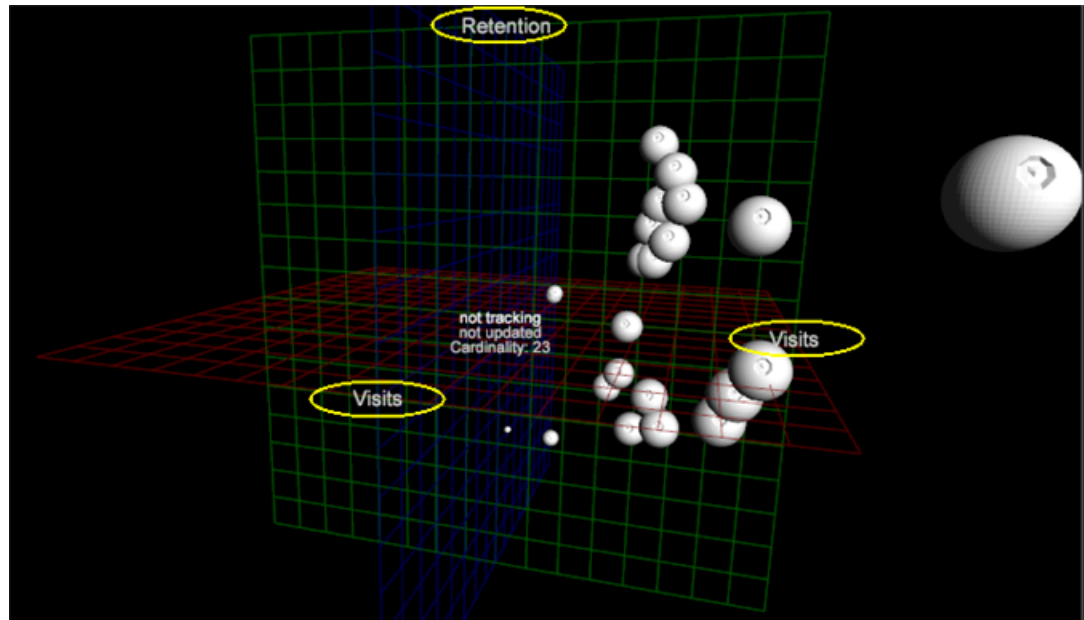 Retention
not tracking
not updated
Cardinality: 23
Visits
Visits